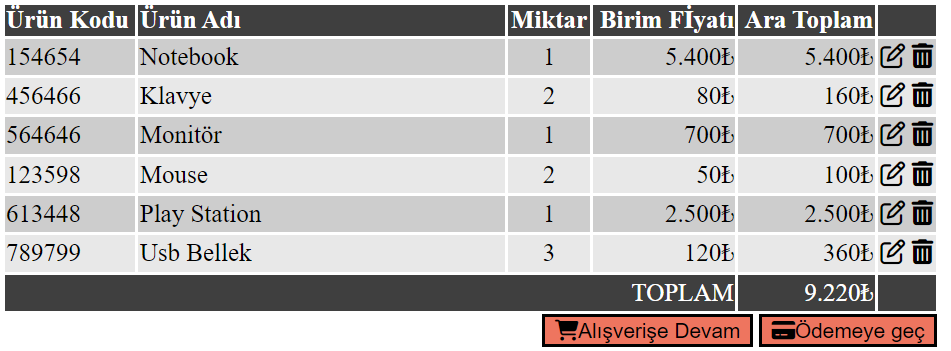 Ürün Kodu Ürün Adı Miktar Birim Fİyatı Ara Toplam
154654 Notebook 1 5.400₺ 5.400₺
456466 Klavye 2 80₺ 160₺
564646 Monitör 1 700₺ 700₺
123598 Mouse 2 50₺ 100₺
613448 Play Station 1 2.500₺ 2.500₺
789799 Usb Bellek 3 120₺ 360₺
TOPLAM 9.220₺
Alışverişe Devam Ödemeye geç